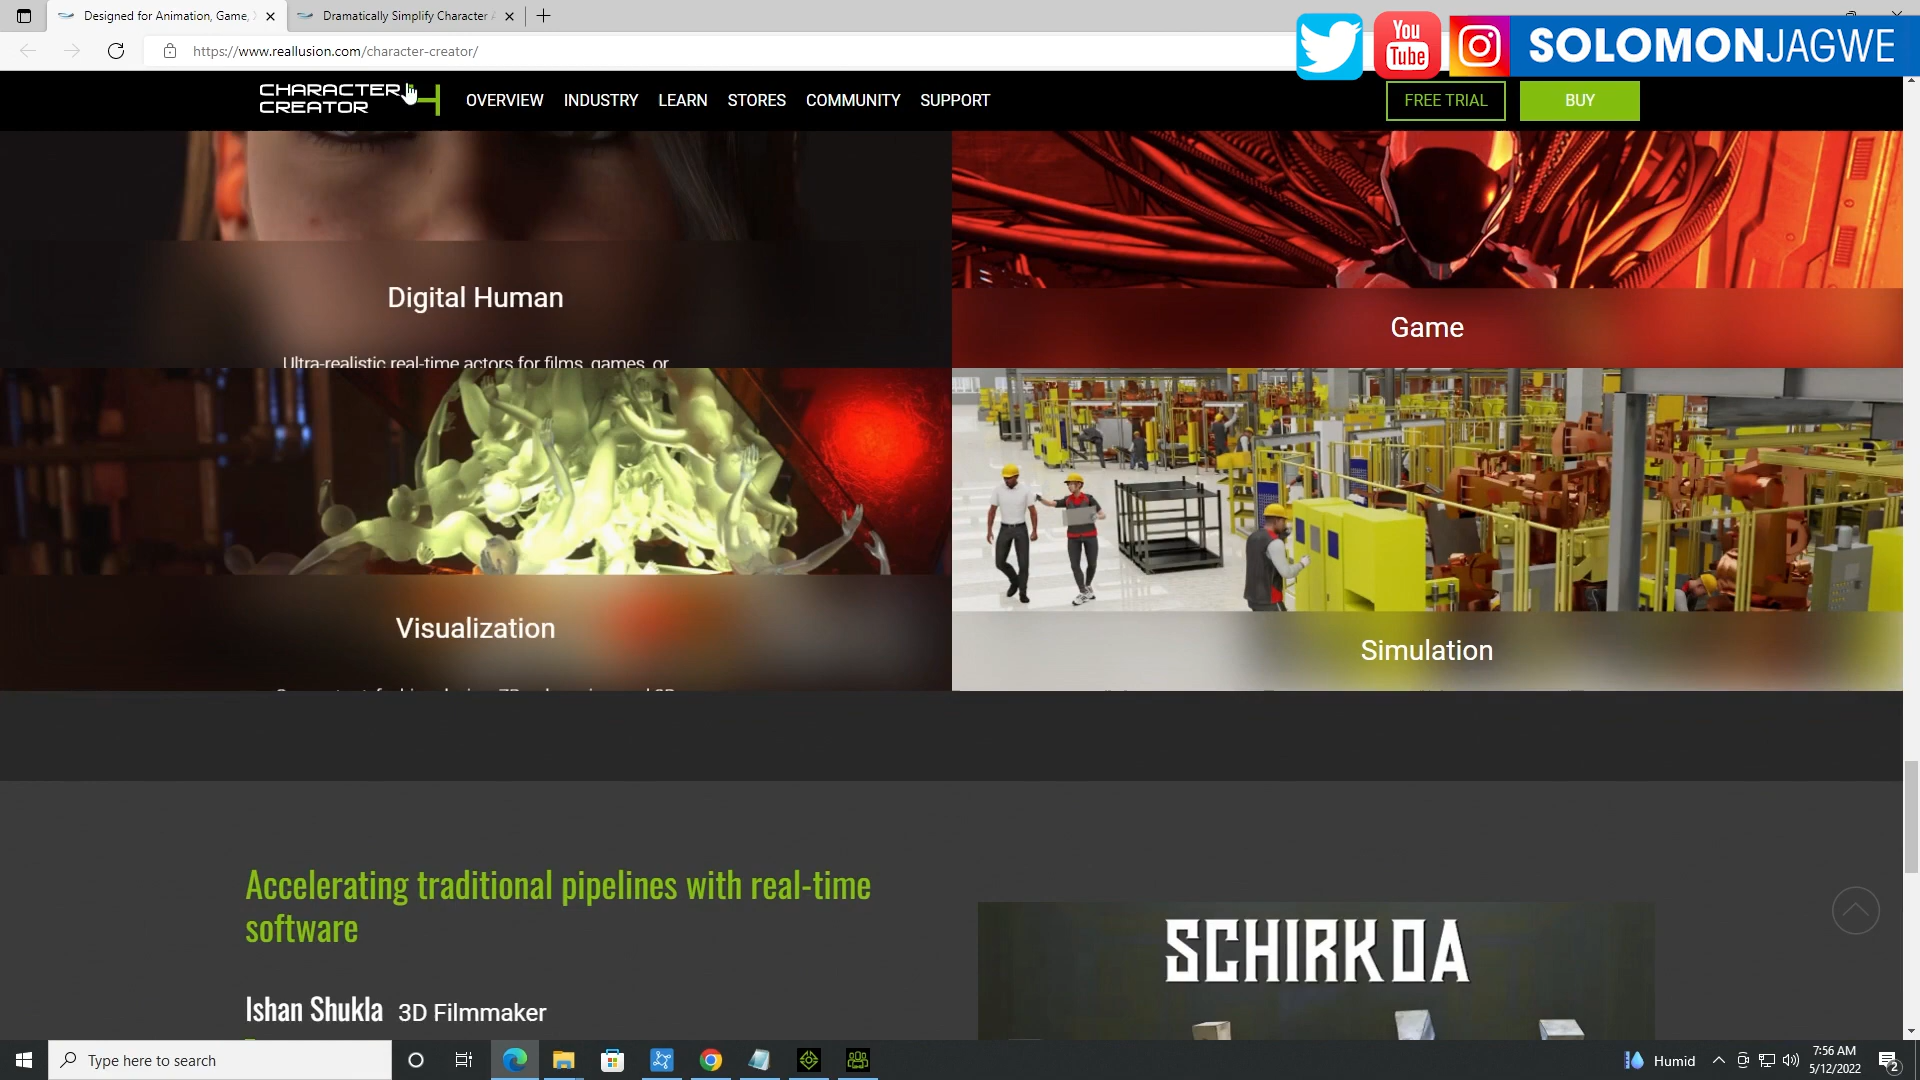 Designed for Animation, Game,
Dramatically Simplify Character
https://www.reallusion.com/character-creator/
You
Tube
SOLOMONJAGWE
CHARACTER
CREATOR 4
OVERVIEW
INDUSTRY
LEARN
STORES
COMMUNITY
SUPPORT
FREE TRIAL
BUY
Digital Human
Ultra-realistic real-time actors for films, games, or
Game
Visualization
Simulation
Accelerating traditional pipelines with real-time
software
SCHIRKOA
Ishan Shukla 3D Filmmaker
Type here to search
Humid
7:56 AM
5/12/2022
2